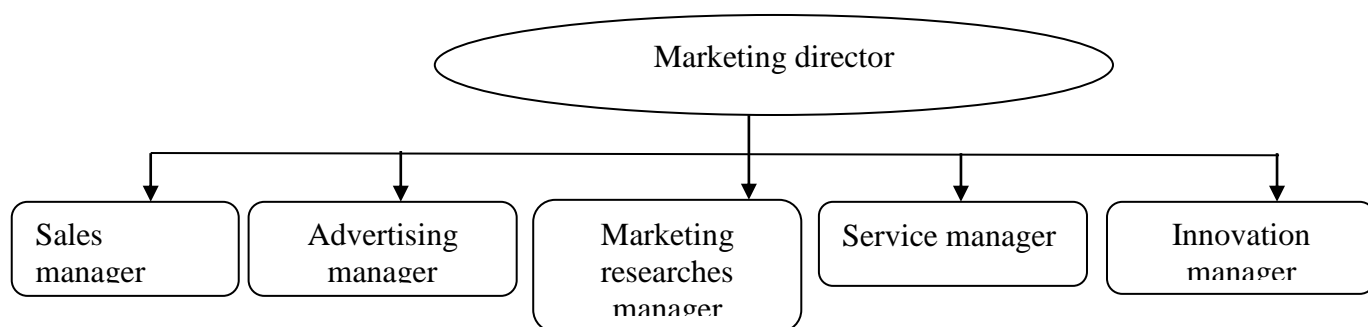 Marketing director
Sales
manager
Advertising
manager
Marketing
researches
manager
Service manager
Innovation
manager